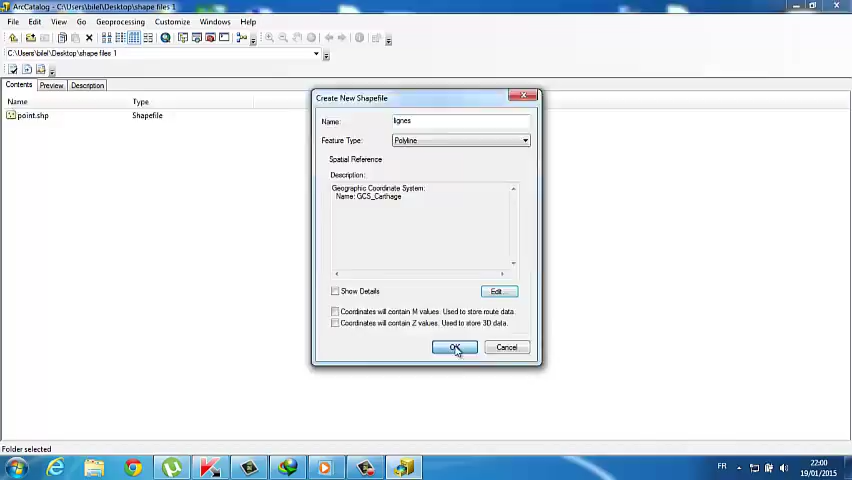 ArcCatalog - C:\Users\bilel\Desktop\shape files 1
File Edit View Go Geoprocessing Customize Windows Help
C:\Users\bilel\Desktop\shape files 1
Contents Preview Description
Name Type
point.shp Shapefile
Create New Shapefile
Name: lignes
Feature Type: Polyline
Spatial Reference
Description:
Geographic Coordinate System:
Name: GCS_Carthage
Show Details
Edit...
Coordinates will contain M values. Used to store route data.
Coordinates will contain Z values. Used to store 3D data.
OK Cancel
Folder selected
FR
22:00
19/01/2015